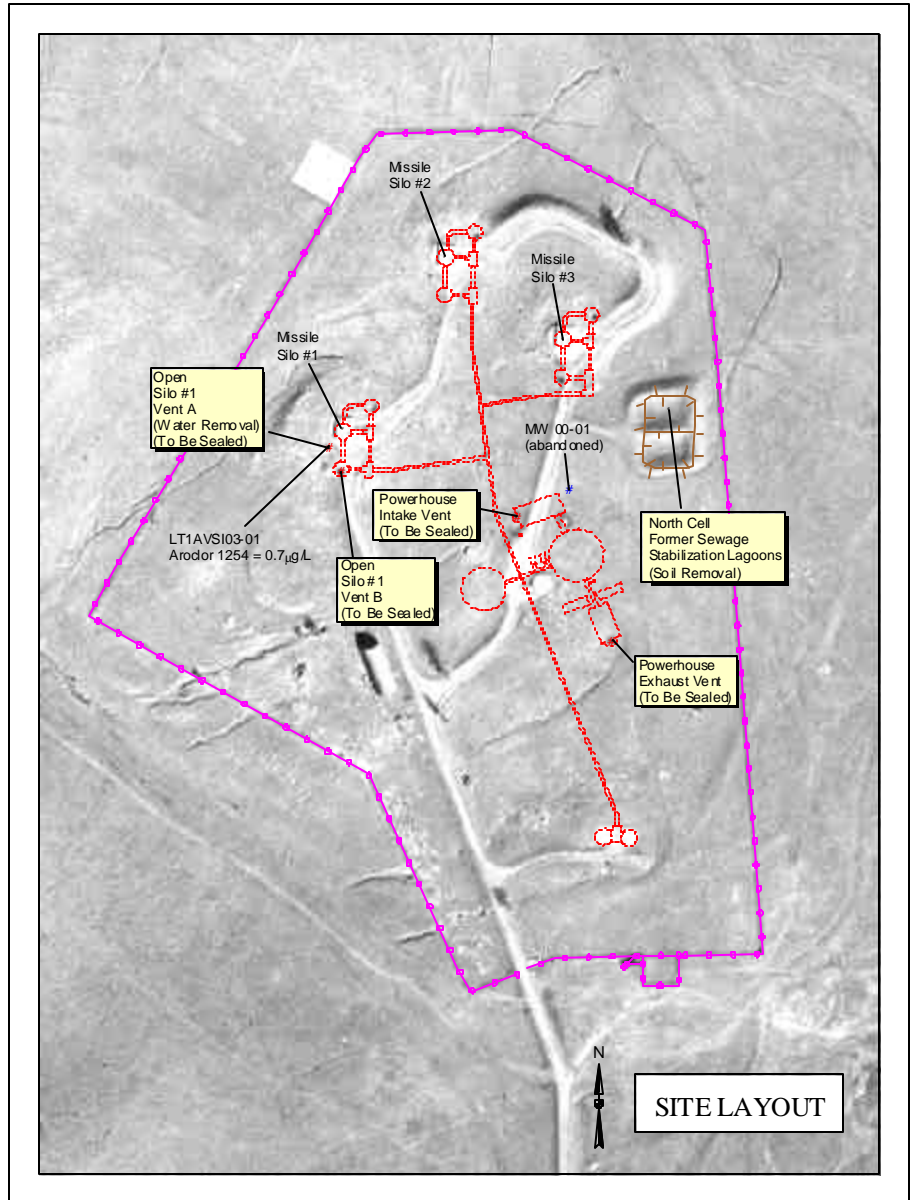 Missile
Silo #2
Missile
Silo #3
Missile
Silo #1
Open
Silo #1
Vent A
(Water Removal)
(To Be Sealed)
MW 00-01
(abandoned)
Powerhouse
Intake Vent
(To Be Sealed)
North Cell
Former Sewage
Stabilization Lagoons
(Soil Removal)
LT1AVSI03-01
Arodor 1254 = 0.7µg/L
Open
Silo #1
Vent B
(To Be Sealed)
Powerhouse
Exhaust Vent
(To Be Sealed)
N
SITE LAYOUT